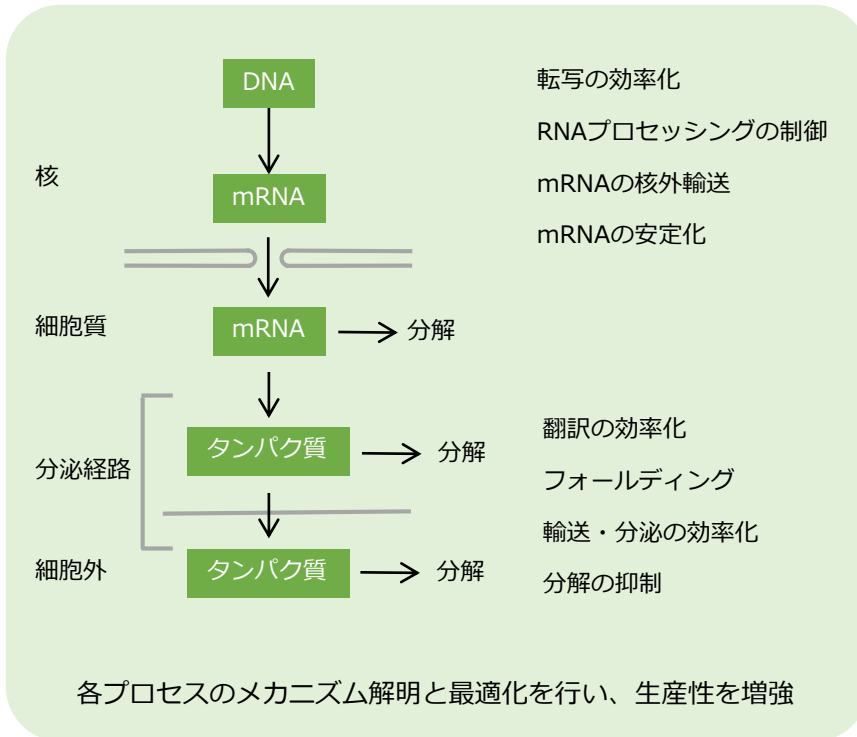 DNA
転写の効率化
RNAプロセッシングの制御
核
mRNA
mRNAの核外輸送
mRNAの安定化
細胞質
mRNA
分解
翻訳の効率化
タンパク質
分解
分泌経路
フォールディング
輸送・分泌の効率化
細胞外
タンパク質
分解
分解の抑制
各プロセスのメカニズム解明と最適化を行い、生産性を増強